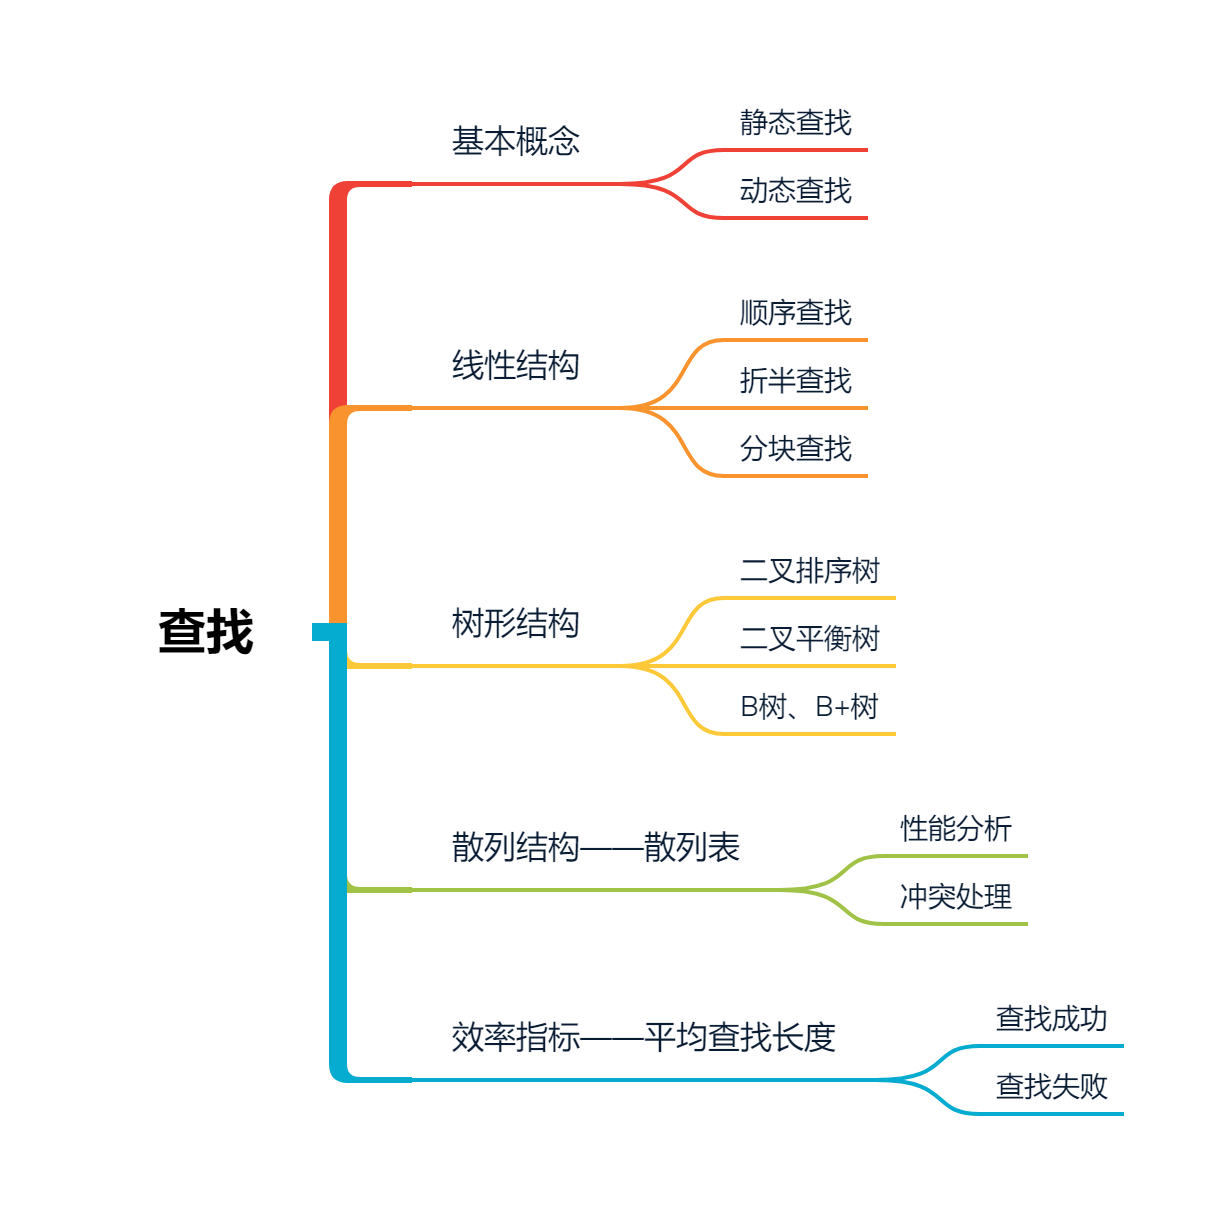 查找
基本概念
静态查找
动态查找
线性结构
顺序查找
折半查找
分块查找
树形结构
二叉排序树
二叉平衡树
B树、B+树
散列结构——散列表
性能分析
冲突处理
效率指标——平均查找长度
查找成功
查找失败